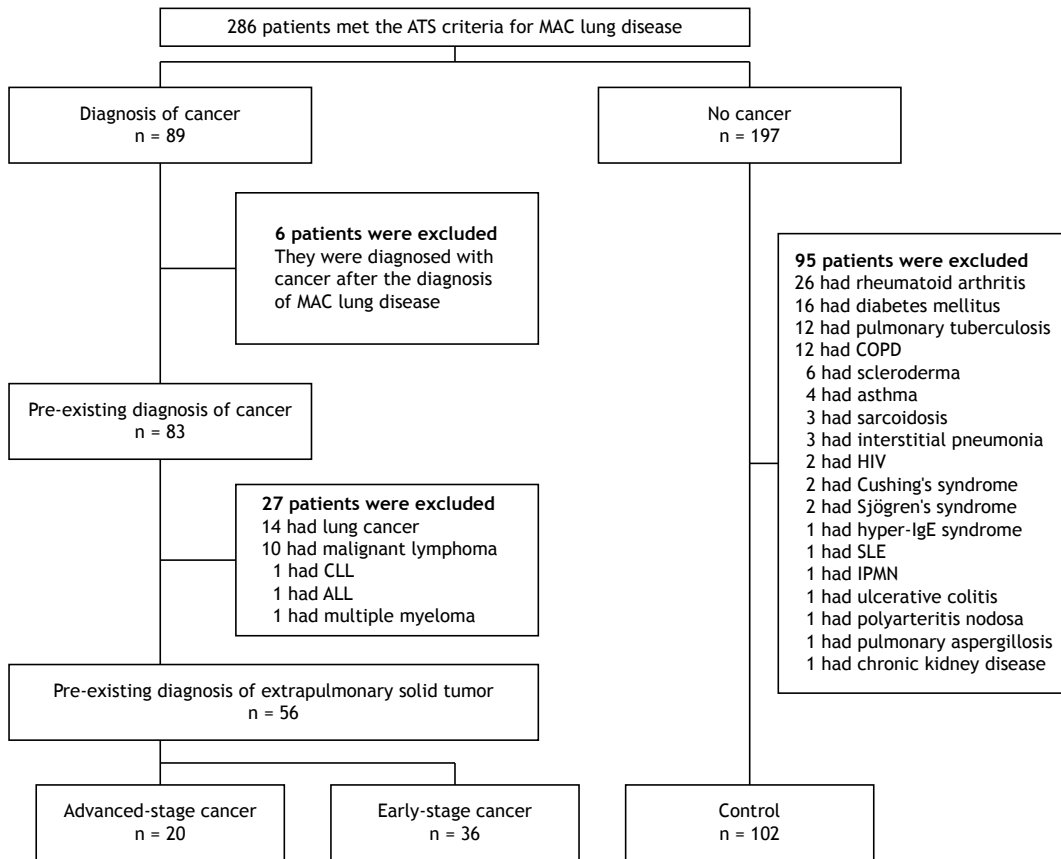 286 patients met the ATS criteria for MAC lung disease
Diagnosis of cancer
n = 89
No cancer
n = 197
6 patients were excluded
They were diagnosed with
cancer after the diagnosis
of MAC lung disease
95 patients were excluded
26 had rheumatoid arthritis
16 had diabetes mellitus
12 had pulmonary tuberculosis
12 had COPD
6 had scleroderma
4 had asthma
3 had sarcoidosis
3 had interstitial pneumonia
2 had HIV
2 had Cushing's syndrome
2 had Sjögren's syndrome
1 had hyper-IgE syndrome
1 had SLE
1 had IPMN
1 had ulcerative colitis
1 had polyarteritis nodosa
1 had pulmonary aspergillosis
1 had chronic kidney disease
Pre-existing diagnosis of cancer
n = 83
27 patients were excluded
14 had lung cancer
10 had malignant lymphoma
1 had CLL
1 had ALL
1 had multiple myeloma
Pre-existing diagnosis of extrapulmonary solid tumor
n = 56
Advanced-stage cancer
n = 20
Early-stage cancer
n = 36
Control
n = 102